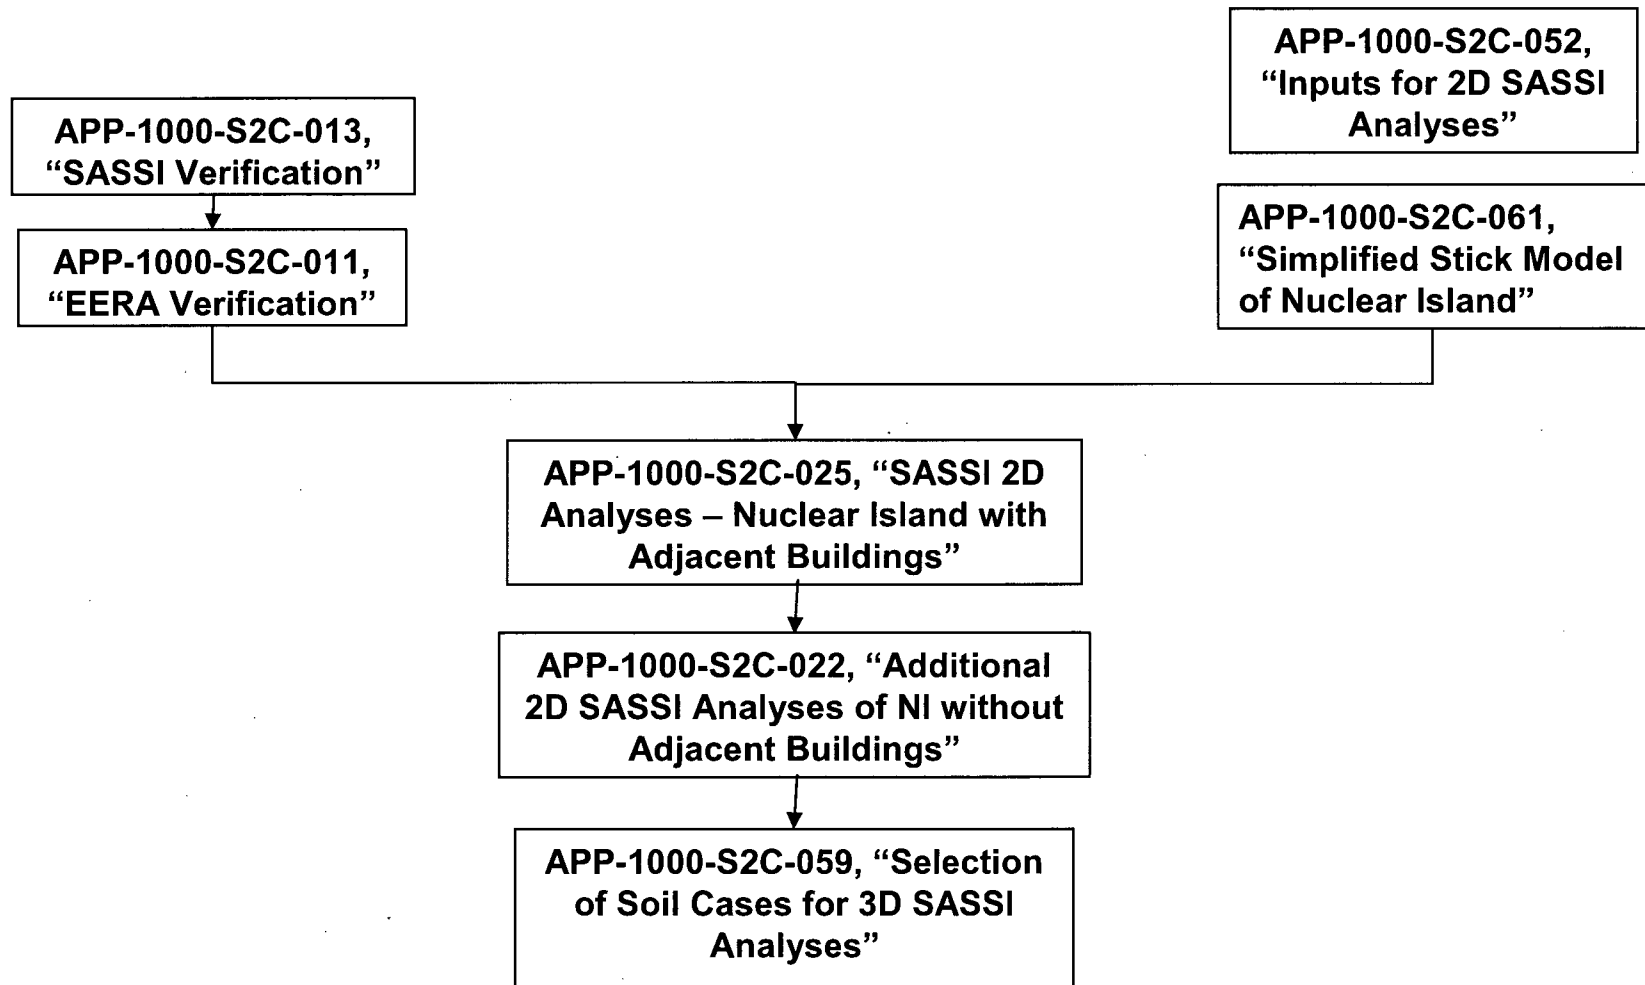 APP-1000-S2C-052,
“Inputs for 2D SASSI
Analyses”
APP-1000-S2C-013,
“SASSI Verification”
APP-1000-S2C-061,
“Simplified Stick Model
of Nuclear Island”
APP-1000-S2C-011,
“EERA Verification”
APP-1000-S2C-025, “SASSI 2D
Analyses – Nuclear Island with
Adjacent Buildings”
APP-1000-S2C-022, “Additional
2D SASSI Analyses of NI without
Adjacent Buildings”
APP-1000-S2C-059, “Selection
of Soil Cases for 3D SASSI
Analyses”